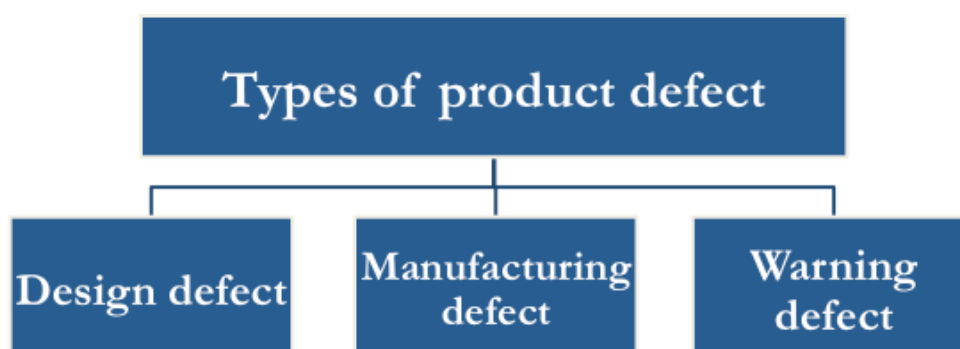 Types of product defect
Design defect
Manufacturing
defect
Warning
defect